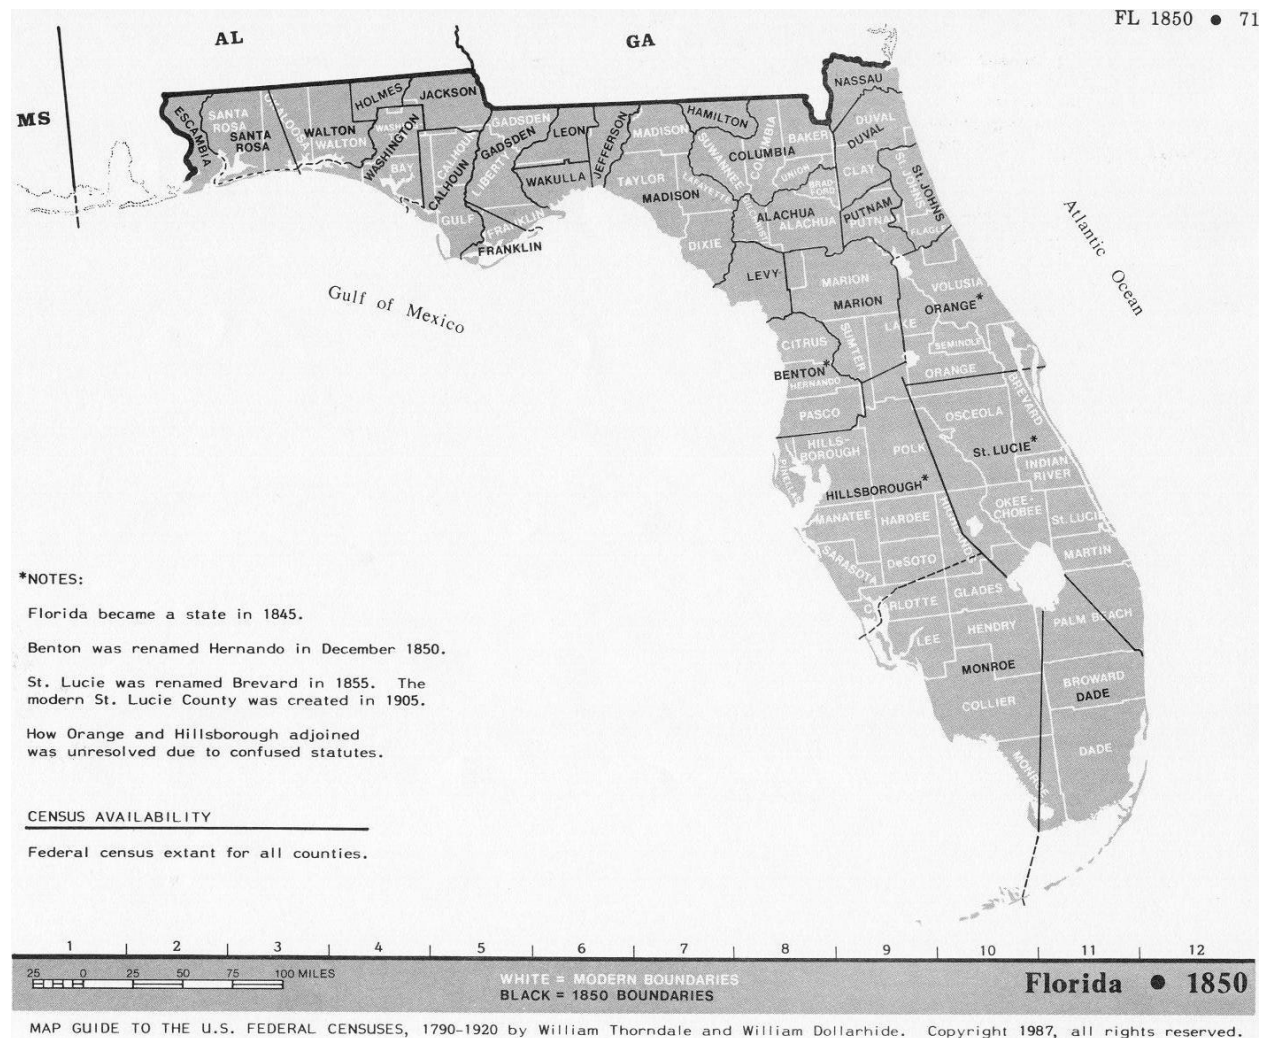 FL 1850 • 71
AL
GA
MS
NASSAU
HOLMES
JACKSON
ESCAMBIA
SANTA
ROSA
OKALOOSA
SANTA
ROSA
WALTON
WALTON
WASH
WASHINGTON
BAY
CALHOUN
CALHOUN
GULF
GADSDEN
GADSDEN
LIBERTY
FRANKLIN
FRANKLIN
LEON
WAKULLA
JEFFERSON
MADISON
TAYLOR
MADISON
LAFAYETTE
DIXIE
HAMILTON
SUWANNEE
COLUMBIA
COLUMBIA
BAKER
UNION
BRAD-
FORD
DUVAL
DUVAL
CLAY
St. JOHNS
St. JOHNS
ALACHUA
ALACHUA
GILCHRIST
PUTNAM
PUTNAM
FLAGLER
LEVY
MARION
MARION
VOLUSIA
ORANGE*
Atlantic Ocean
Gulf of Mexico
CITRUS
SUMTER
LAKE
SEMINOLE
BENTON*
HERNANDO
ORANGE
BREVARD
PASCO
OSCEOLA
HILLS-
BOROUGH
POLK
St. LUCIE*
PINELLAS
INDIAN
RIVER
HILLSBOROUGH*
MANATEE
HARDEE
HIGHLANDS
OKEE-
CHOBEE
St. LUCIE
SARASOTA
DeSOTO
MARTIN
CHARLOTTE
GLADES
LEE
HENDRY
PALM BEACH
MONROE
BROWARD
DADE
COLLIER
MONROE
DADE
*NOTES:
Florida became a state in 1845.
Benton was renamed Hernando in December 1850.
St. Lucie was renamed Brevard in 1855. The
modern St. Lucie County was created in 1905.
How Orange and Hillsborough adjoined
was unresolved due to confused statutes.
CENSUS AVAILABILITY
Federal census extant for all counties.
1 2 3 4 5 6 7 8 9 10 11 12
25 0 25 50 75 100 MILES
WHITE = MODERN BOUNDARIES
BLACK = 1850 BOUNDARIES
Florida • 1850
MAP GUIDE TO THE U.S. FEDERAL CENSUSES, 1790-1920 by William Thorndale and William Dollarhide. Copyright 1987, all rights reserved.